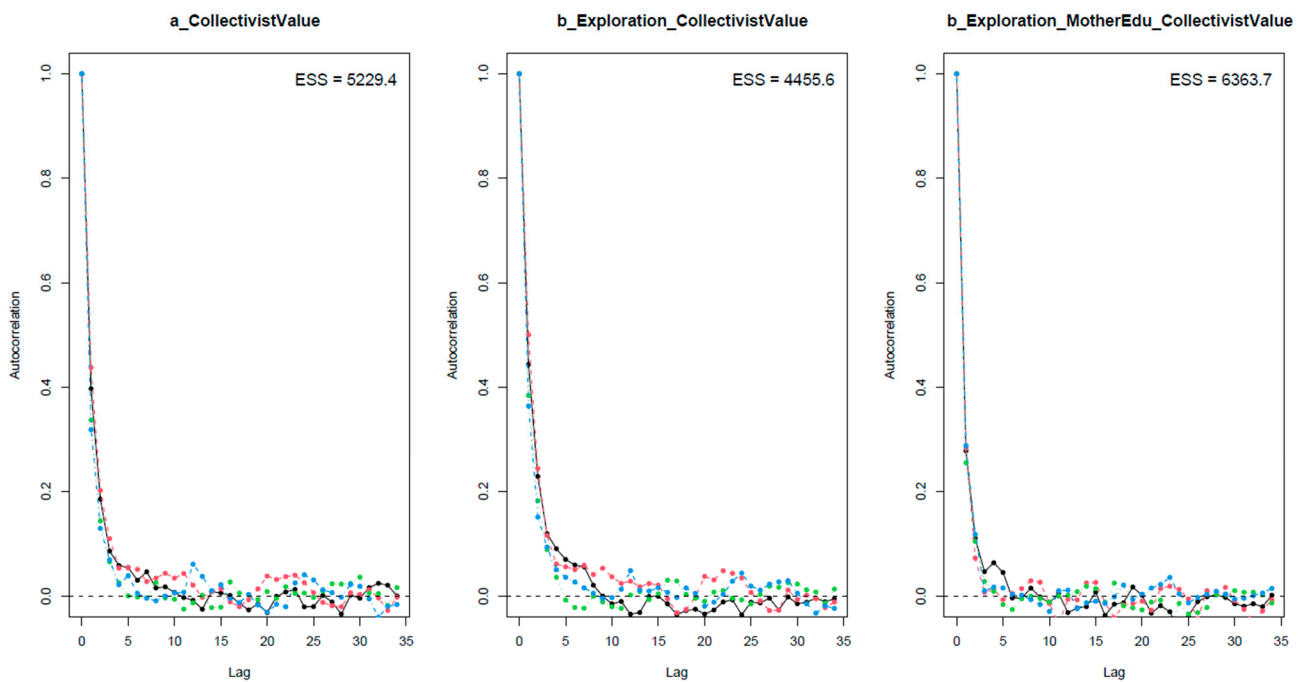 a_CollectivistValue
ESS = 5229.4
Autocorrelation
1.0
0.8
0.6
0.4
0.2
0.0
0 5 10 15 20 25 30 35
Lag
b_Exploration_CollectivistValue
ESS = 4455.6
Autocorrelation
1.0
0.8
0.6
0.4
0.2
0.0
0 5 10 15 20 25 30 35
Lag
b_Exploration_MotherEdu_CollectivistValue
ESS = 6363.7
Autocorrelation
1.0
0.8
0.6
0.4
0.2
0.0
0 5 10 15 20 25 30 35
Lag